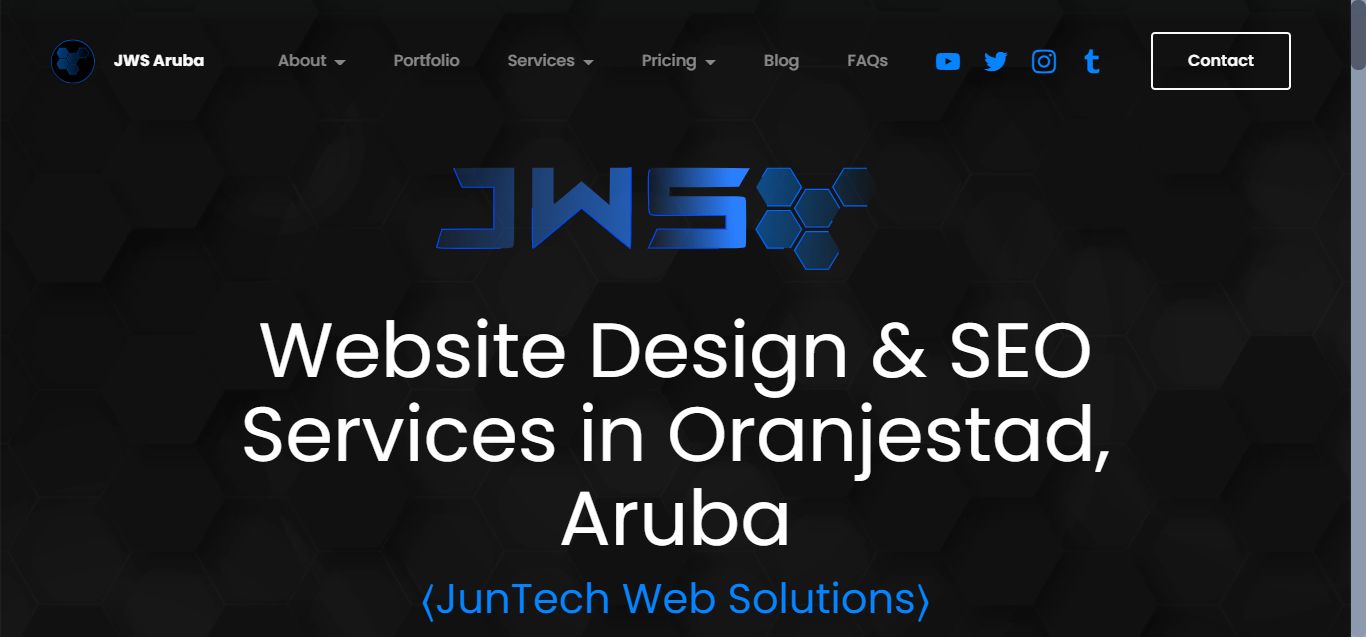 JWS Aruba About Portfolio Services Pricing Blog FAQs Contact
JWS
Website Design & SEO
Services in Oranjestad,
Aruba
⟨JunTech Web Solutions⟩